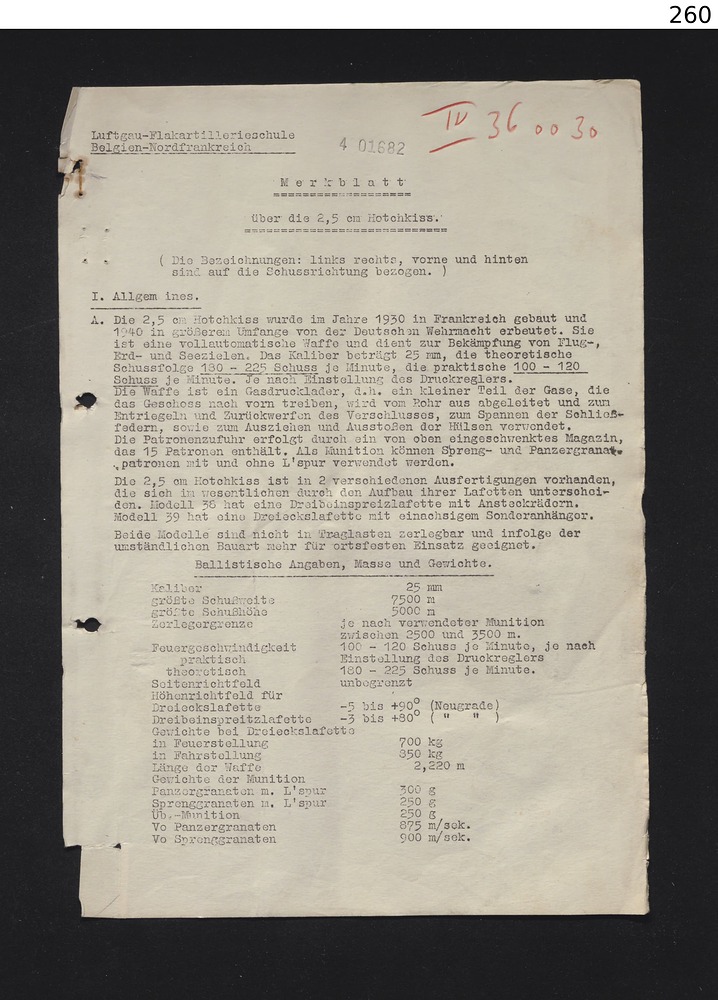 260
Luftgau-Flakartillerieschule
Belgien-Nordfrankreich
4 01682
IV 36 00 30
Merkblatt
über die 2,5 cm Hotchkiss.
( Die Bezeichnungen: links rechts, vorne und hinten
sind auf die Schussrichtung bezogen. )
I. Allgem ines.
A. Die 2,5 cm Hotchkiss wurde im Jahre 1930 in Frankreich gebaut und
1940 in größerem Umfange von der Deutschen Wehrmacht erbeutet. Sie
ist eine vollautomatische Waffe und dient zur Bekämpfung von Flug-,
Erd- und Seezielen. Das Kaliber beträgt 25 mm, die theoretische
Schussfolge 180 - 225 Schuss je Minute, die praktische 100 - 120
Schuss je Minute. Je nach Einstellung des Druckreglers.
Die Waffe ist ein Gasdrucklader, d.h. ein kleiner Teil der Gase, die
das Geschoss nach vorn treiben, wird vom Rohr aus abgeleitet und zum
Entriegeln und Zurückwerfen des Verschlusses, zum Spannen der Schließ-
federn, sowie zum Ausziehen und Ausstoßen der Hülsen verwendet.
Die Patronenzufuhr erfolgt durch ein von oben eingeschwenktes Magazin,
das 15 Patronen enthält. Als Munition können Spreng- und Panzergranat-
patronen mit und ohne L'spur verwendet werden.
Die 2,5 cm Hotchkiss ist in 2 verschiedenen Ausfertigungen vorhanden,
die sich im wesentlichen durch den Aufbau ihrer Lafetten unterschei-
den. Modell 38 hat eine Dreibeinspreizlafette mit Ansteckrädern.
Modell 39 hat eine Dreieckslafette mit einachsigem Sonderanhänger.
Beide Modelle sind nicht in Traglasten zerlegbar und infolge der
umständlichen Bauart mehr für ortsfesten Einsatz geeignet.
Ballistische Angaben, Masse und Gewichte.
Kaliber 25 mm
größte Schußweite 7500 m
größte Schußhöhe 5000 m
Zerlegergrenze je nach verwendeter Munition
zwischen 2500 und 3500 m.
Feuergeschwindigkeit 100 - 120 Schuss je Minute, je nach
praktisch Einstellung des Druckreglers
theoretisch 180 - 225 Schuss je Minute.
Seitenrichtfeld unbegrenzt
Höhenrichtfeld für
Dreieckslafette -5 bis +90° (Neugrade)
Dreibeinspreitzlafette -3 bis +80° ( " " )
Gewichte bei Dreieckslafette
in Feuerstellung 700 kg
in Fahrstellung 850 kg
Länge der Waffe 2,220 m
Gewichte der Munition
Panzergranaten m. L'spur 300 g
Sprenggranaten m. L'spur 250 g
Üb.-Munition 250 g
Vo Panzergranaten 875 m/sek.
Vo Sprenggranaten 900 m/sek.